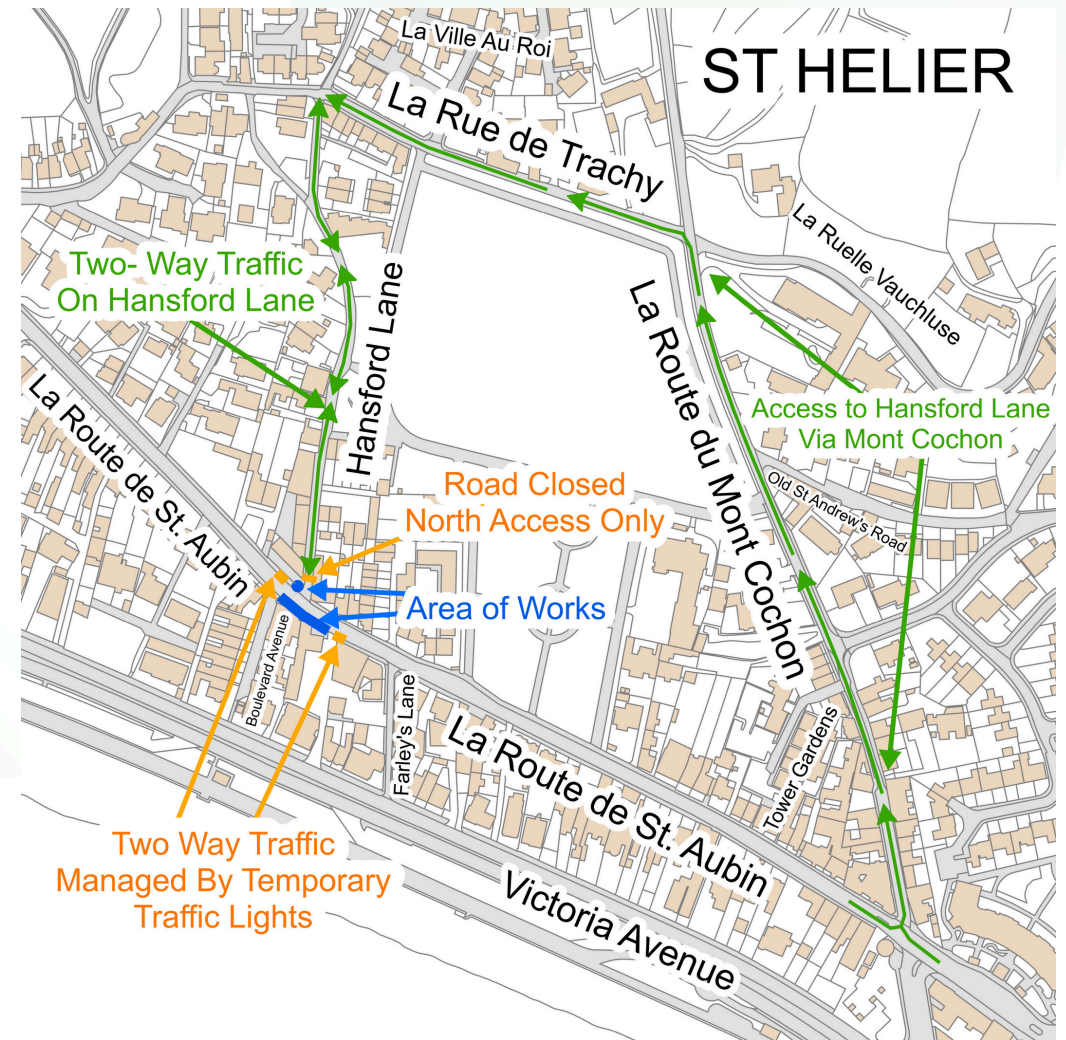 La Ville Au Roi
ST HELIER
La Rue de Trachy
La Ruelle Vauchluse
Two- Way Traffic
On Hansford Lane
Hansford Lane
La Route du Mont Cochon
La Route de St. Aubin
Access to Hansford Lane
Via Mont Cochon
Road Closed
North Access Only
Old St Andrew's Road
Area of Works
Boulevard Avenue
Farley's Lane
Tower Gardens
La Route de St. Aubin
Two Way Traffic
Managed By Temporary
Traffic Lights
Victoria Avenue